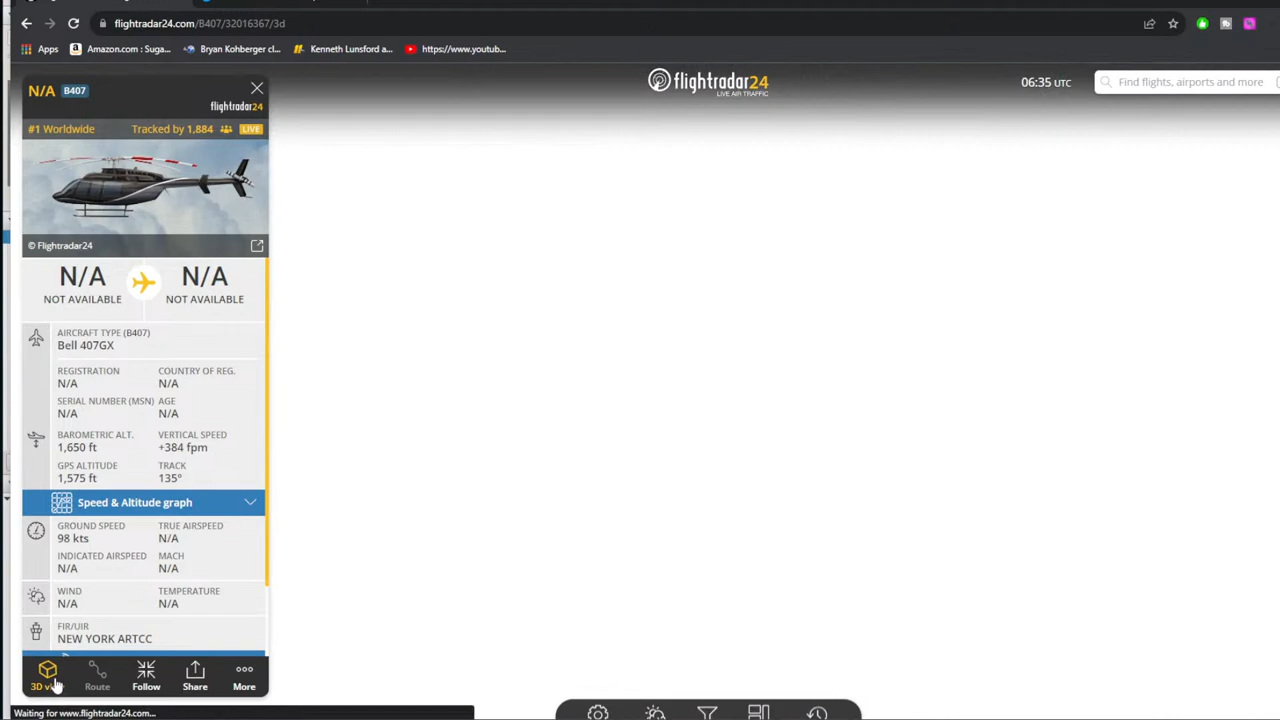 flightradar24.com/B407/32016367/3d
Apps Amazon.com : Suga... Bryan Kohberger cl... Kenneth Lunsford a... https://www.youtub...
N/A B407
flightradar24
#1 Worldwide Tracked by 1,884 LIVE
© Flightradar24
N/A N/A
NOT AVAILABLE NOT AVAILABLE
AIRCRAFT TYPE (B407)
Bell 407GX
REGISTRATION COUNTRY OF REG.
N/A N/A
SERIAL NUMBER (MSN) AGE
N/A N/A
BAROMETRIC ALT. VERTICAL SPEED
1,650 ft +384 fpm
GPS ALTITUDE TRACK
1,575 ft 135°
Speed & Altitude graph
GROUND SPEED TRUE AIRSPEED
98 kts N/A
INDICATED AIRSPEED MACH
N/A N/A
WIND TEMPERATURE
N/A N/A
FIR/UIR
NEW YORK ARTCC
3D Route Follow Share More
Waiting for www.flightradar24.com...
flightradar24
LIVE AIR TRAFFIC
06:35 UTC
Find flights, airports and more